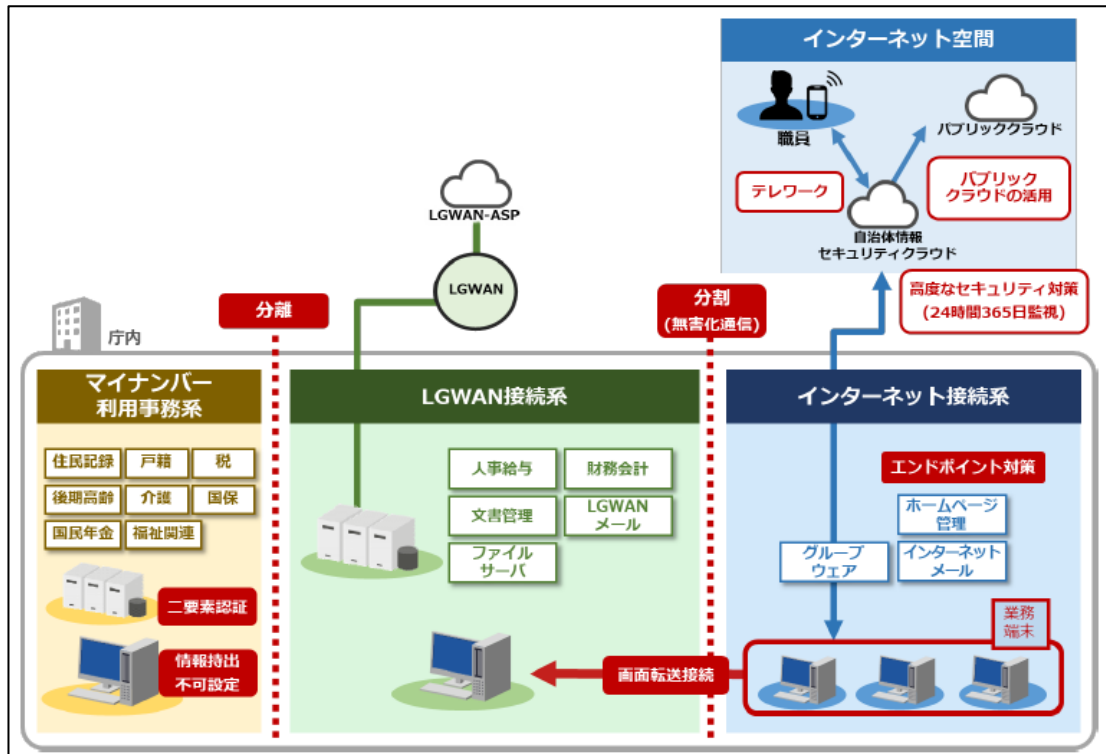 インターネット空間
職員
パブリッククラウド
テレワーク
パブリック
クラウドの活用
自治体情報
セキュリティクラウド
LGWAN-ASP
LGWAN
分離
分割
(無害化通信)
高度なセキュリティ対策
(24時間365日監視)
庁内
マイナンバー
利用事務系
住民記録
戸籍
税
後期高齢
介護
国保
国民年金
福祉関連
二要素認証
情報持出
不可設定
LGWAN接続系
人事給与
財務会計
文書管理
LGWAN
メール
ファイル
サーバ
画面転送接続
インターネット接続系
エンドポイント対策
ホームページ
管理
グループ
ウェア
インターネット
メール
業務
端末